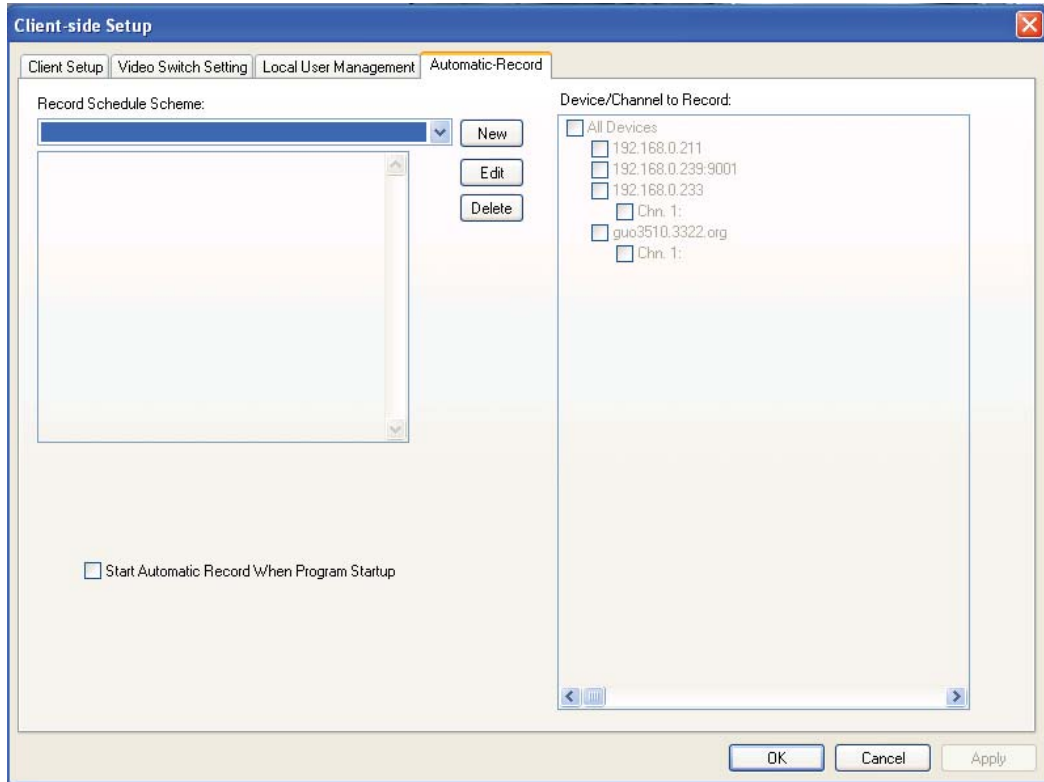 Client-side Setup
Client Setup
Video Switch Setting
Local User Management
Automatic-Record
Record Schedule Scheme:
New
Edit
Delete
Start Automatic Record When Program Startup
Device/Channel to Record:
All Devices
192.168.0.211
192.168.0.239:9001
192.168.0.233
Chn. 1:
guo3510.3322.org
Chn. 1:
OK
Cancel
Apply